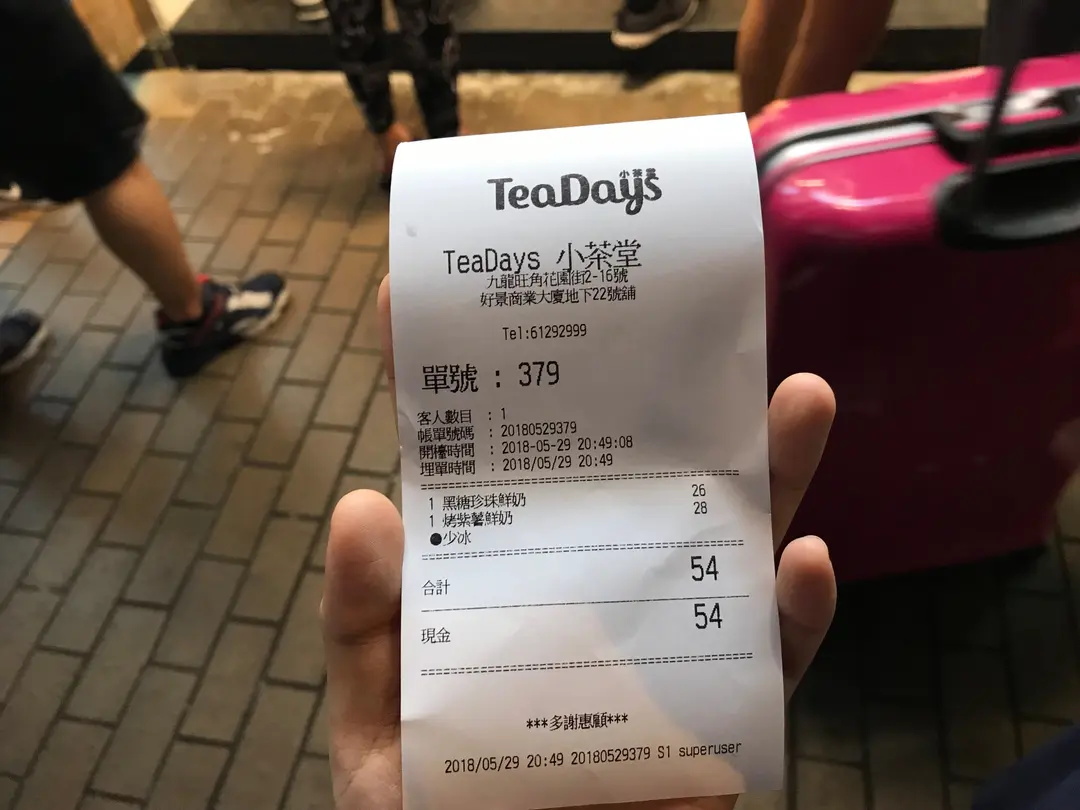 TeaDays 小茶堂
TeaDays 小茶堂
九龍旺角花園街2-16號
好景商業大廈地下22號舖
Tel:61292999
單號 : 379
客人數目 : 1
帳單號碼 : 20180529379
開檯時間 : 2018-05-29 20:49:08
埋單時間 : 2018/05/29 20:49
1 黑糖珍珠鮮奶 26
1 烤紫薯鮮奶 28
●少冰
合計 54
現金 54
***多謝惠顧***
2018/05/29 20:49 20180529379 S1 superuser